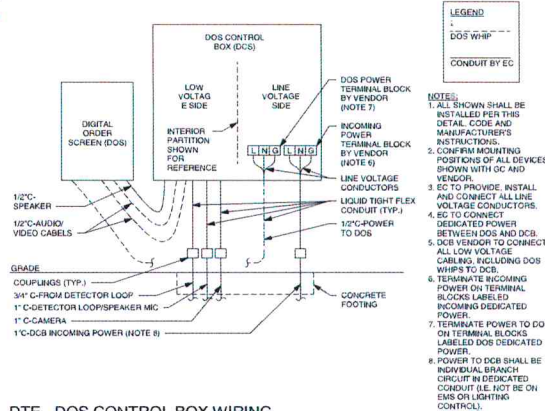 LEGEND
DOS WHIP
CONDUIT BY EC
DOS CONTROL
BOX (DCS)
LOW
VOLTAG
E SIDE
LINE
VOLTAGE
SIDE
DIGITAL
ORDER
SCREEN (DOS)
INTERIOR
PARTITION
SHOWN
FOR
REFERENCE
L N G
L N G
DOS POWER
TERMINAL BLOCK
BY VENDOR
(NOTE 7)
INCOMING
POWER
TERMINAL BLOCK
BY VENDOR
(NOTE 6)
LINE VOLTAGE
CONDUCTORS
LIQUID TIGHT FLEX
CONDUIT (TYP.)
1/2"C-POWER
TO DOS
1/2"C-
SPEAKER
1/2"C-AUDIO/
VIDEO CABELS
GRADE
COUPLINGS (TYP.)
3/4" C-FROM DETECTOR LOOP
1" C-DETECTOR LOOP/SPEAKER MIC
1" C-CAMERA
1"C-DCB INCOMING POWER (NOTE 8)
CONCRETE
FOOTING
NOTES:
1. ALL SHOWN SHALL BE
INSTALLED PER THIS
DETAIL, CODE AND
MANUFACTURER'S
INSTRUCTIONS.
2. CONFIRM MOUNTING
POSITIONS OF ALL DEVICES
SHOWN WITH GC AND
VENDOR.
3. EC TO PROVIDE, INSTALL
AND CONNECT ALL LINE
VOLTAGE CONDUCTORS.
4. EC TO CONNECT
DEDICATED POWER
BETWEEN DOS AND DCB.
5. DCB VENDOR TO CONNECT
ALL LOW VOLTAGE
CABLING, INCLUDING DOS
WHIPS TO DCB.
6. TERMINATE INCOMING
POWER ON TERMINAL
BLOCKS LABELED
INCOMING DEDICATED
POWER.
7. TERMINATE POWER TO DO
ON TERMINAL BLOCKS
LABELED DOS DEDICATED
POWER.
8. POWER TO DCB SHALL BE
INDIVIDUAL BRANCH
CIRCUIT IN DEDICATED
CONDUIT (I.E. NOT BE ON
EMS OR LIGHTING
CONTROL).